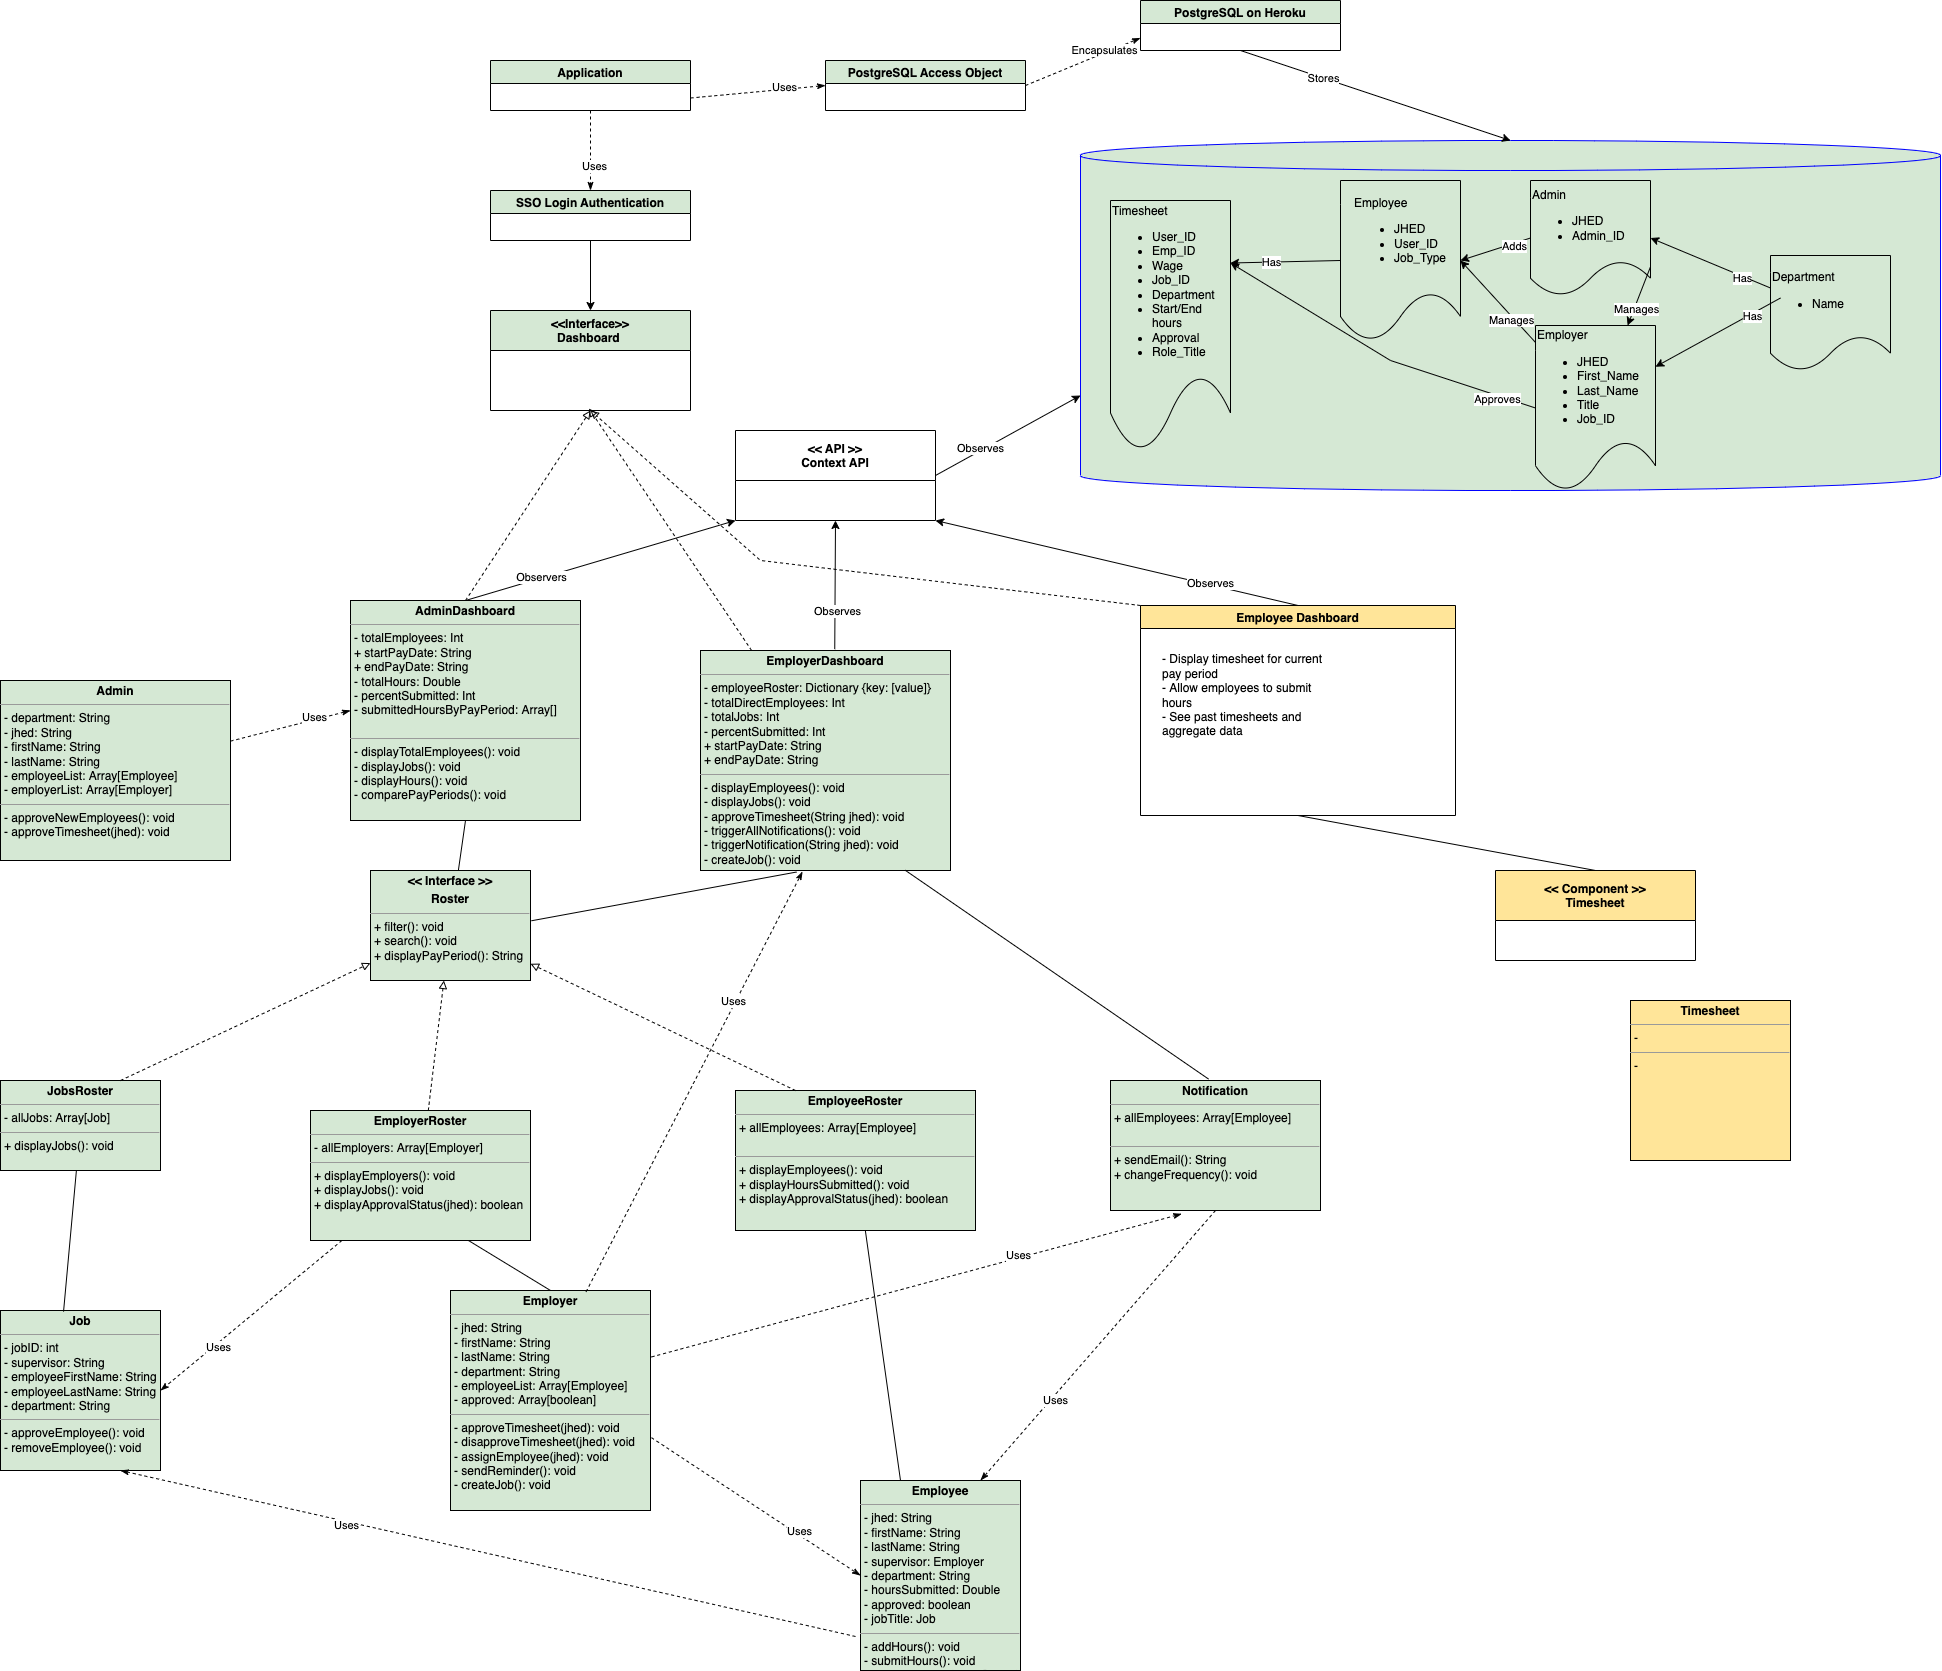 PostgreSQL on Heroku
Encapsulates
Application
PostgreSQL Access Object
Uses
Stores
Uses
SSO Login Authentication
<<Interface>>
Dashboard
Timesheet
• User_ID
• Emp_ID
• Wage
• Job_ID
• Department
• Start/End
hours
• Approval
• Role_Title
Has
Employee
• JHED
• User_ID
• Job_Type
Adds
Admin
• JHED
• Admin_ID
Has
Department
• Name
Manages
Manages
Has
Employer
• JHED
• First_Name
• Last_Name
• Title
• Job_ID
Approves
<< API >>
Context API
Observes
Observers
Observes
Observes
AdminDashboard
- totalEmployees: Int
+ startPayDate: String
+ endPayDate: String
- totalHours: Double
- percentSubmitted: Int
- submittedHoursByPayPeriod: Array[]
- displayTotalEmployees(): void
- displayJobs(): void
- displayHours(): void
- comparePayPeriods(): void
Employee Dashboard
- Display timesheet for current
pay period
- Allow employees to submit
hours
- See past timesheets and
aggregate data
EmployerDashboard
- employeeRoster: Dictionary {key: [value]}
- totalDirectEmployees: Int
- totalJobs: Int
- percentSubmitted: Int
+ startPayDate: String
+ endPayDate: String
- displayEmployees(): void
- displayJobs(): void
- approveTimesheet(String jhed): void
- triggerAllNotifications(): void
- triggerNotification(String jhed): void
- createJob(): void
Admin
- department: String
- jhed: String
- firstName: String
- lastName: String
- employeeList: Array[Employee]
- employerList: Array[Employer]
- approveNewEmployees(): void
- approveTimesheet(jhed): void
Uses
<< Interface >>
Roster
+ filter(): void
+ search(): void
+ displayPayPeriod(): String
<< Component >>
Timesheet
Uses
Timesheet
-
-
JobsRoster
- allJobs: Array[Job]
+ displayJobs(): void
EmployerRoster
- allEmployers: Array[Employer]
+ displayEmployers(): void
+ displayJobs(): void
+ displayApprovalStatus(jhed): boolean
EmployeeRoster
+ allEmployees: Array[Employee]
+ displayEmployees(): void
+ displayHoursSubmitted(): void
+ displayApprovalStatus(jhed): boolean
Notification
+ allEmployees: Array[Employee]
+ sendEmail(): String
+ changeFrequency(): void
Uses
Uses
Uses
Job
- jobID: int
- supervisor: String
- employeeFirstName: String
- employeeLastName: String
- department: String
- approveEmployee(): void
- removeEmployee(): void
Employer
- jhed: String
- firstName: String
- lastName: String
- department: String
- employeeList: Array[Employee]
- approved: Array[boolean]
- approveTimesheet(jhed): void
- disapproveTimesheet(jhed): void
- assignEmployee(jhed): void
- sendReminder(): void
- createJob(): void
Uses
Uses
Employee
- jhed: String
- firstName: String
- lastName: String
- supervisor: Employer
- department: String
- hoursSubmitted: Double
- approved: boolean
- jobTitle: Job
- addHours(): void
- submitHours(): void